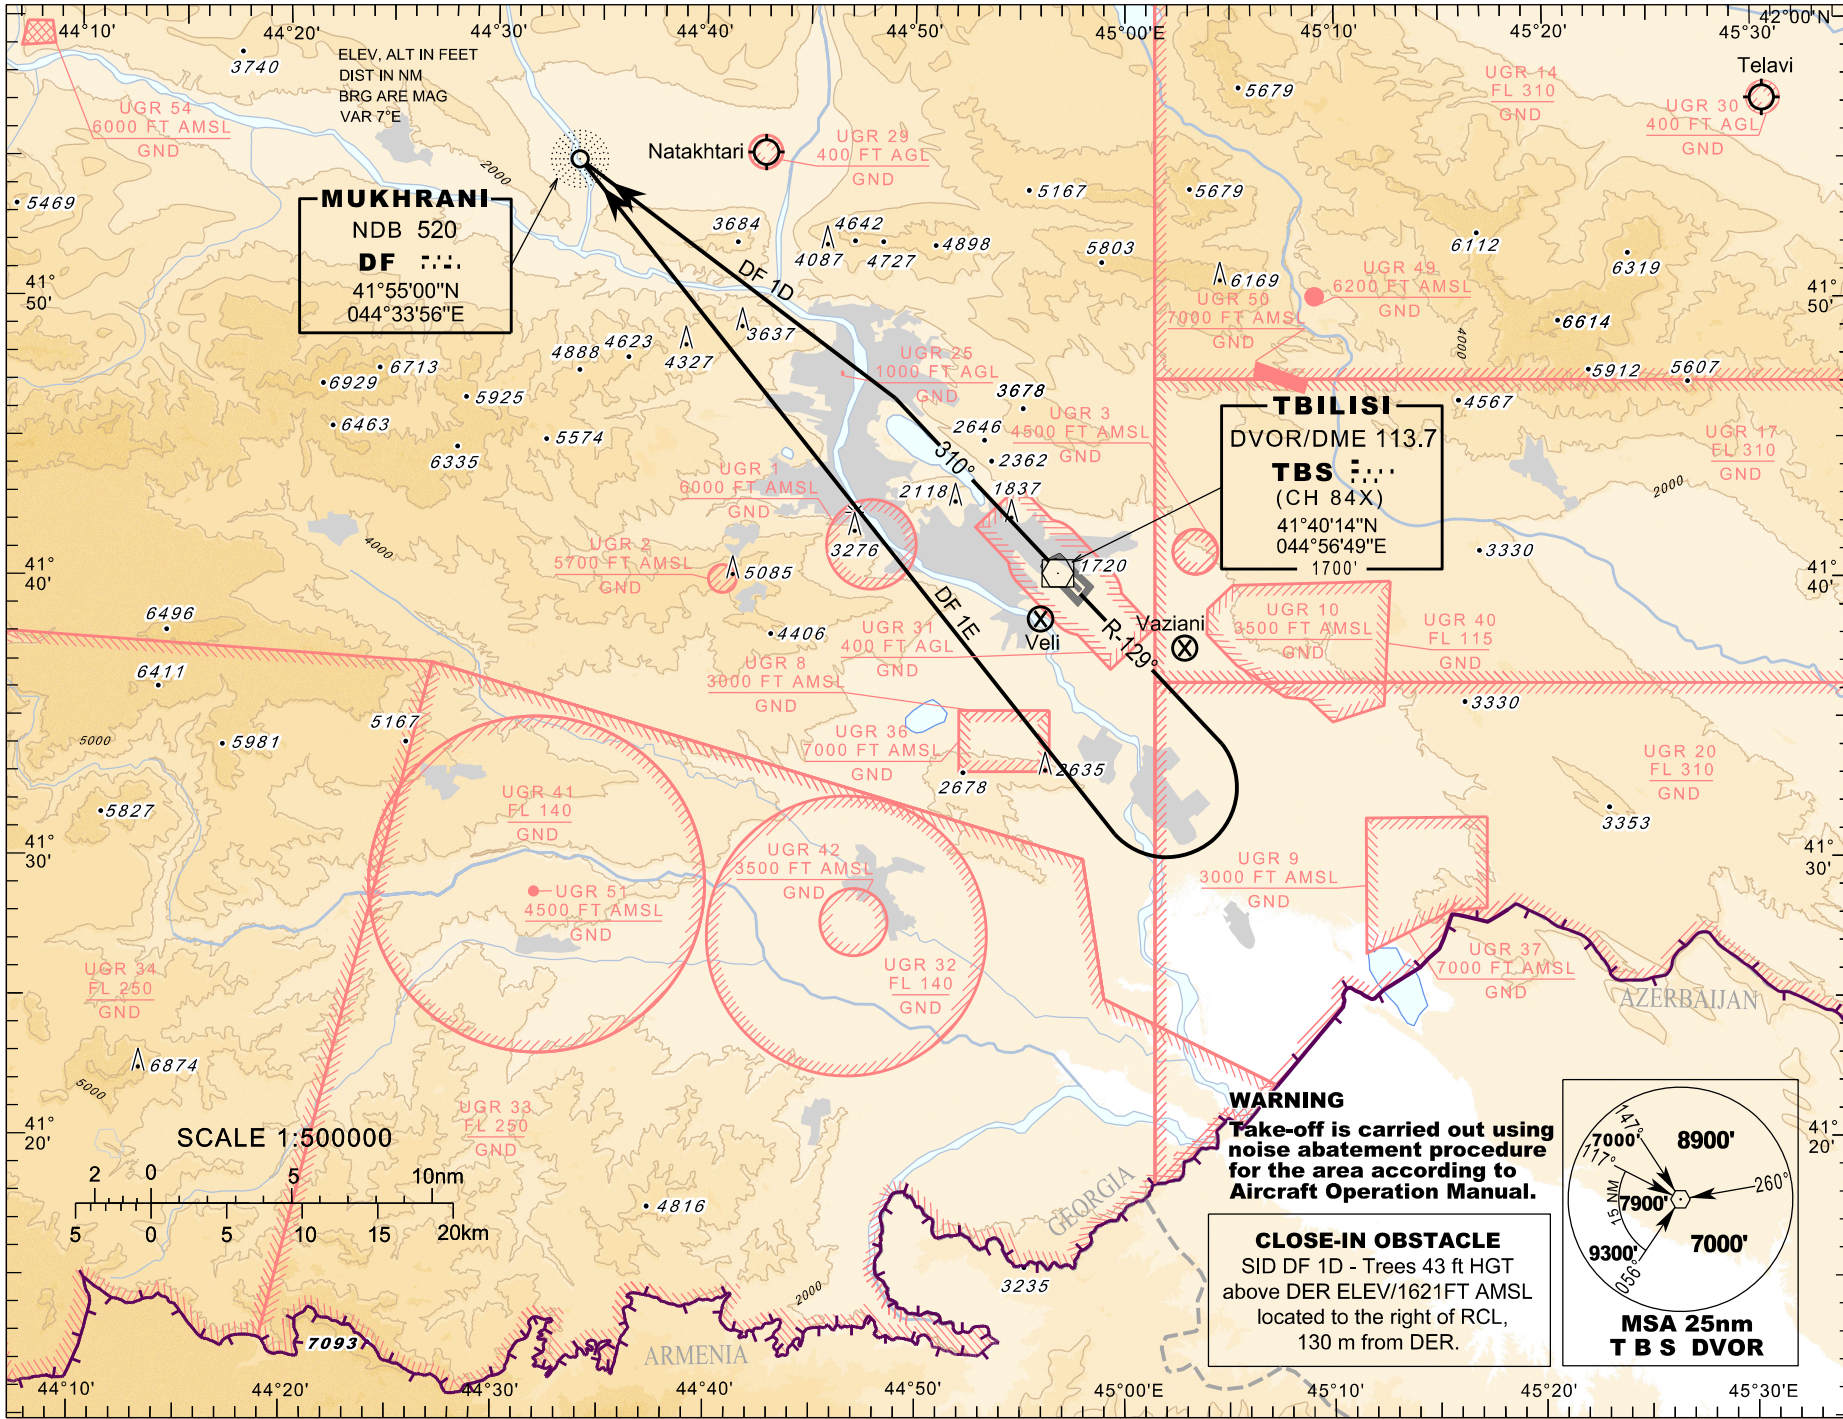 44°10'
44°20'
44°30'
44°40'
44°50'
45°00'E
45°10'
45°20'
45°30'
42°00'N
ELEV, ALT IN FEET
DIST IN NM
BRG ARE MAG
VAR 7°E
3740
UGR 54
6000 FT AMSL
GND
2000
MUKHRANI
NDB 520
DF
41°55'00"N
044°33'56"E
5469
Natakhtari
UGR 29
400 FT AGL
GND
5679
UGR 14
FL 310
GND
Telavi
UGR 30
400 FT AGL
GND
5167
5679
3684
4642
4087
4727
4898
5803
6169
6112
6319
UGR 49
6200 FT AMSL
GND
UGR 50
7000 FT AMSL
GND
41°
50'
41°
50'
DF 1D
3637
4327
4623
4888
6713
6929
5925
6463
6335
5574
UGR 25
1000 FT AGL
GND
3678
2646
2362
UGR 3
4500 FT AMSL
GND
4000
6614
5912
5607
4567
UGR 17
FL 310
GND
2000
TBILISI
DVOR/DME 113.7
TBS
(CH 84X)
41°40'14"N
044°56'49"E
1700'
310°
UGR 1
6000 FT AMSL
GND
2118
1837
3276
1720
3330
4000
UGR 2
5700 FT AMSL
GND
5085
41°
40'
41°
40'
6496
6411
4406
DF 1E
UGR 31
400 FT AGL
GND
Veli
Vaziani
R-129°
UGR 10
3500 FT AMSL
GND
UGR 40
FL 115
GND
UGR 8
3000 FT AMSL
GND
3330
5167
5981
5000
UGR 36
7000 FT AMSL
GND
2678
2635
UGR 20
FL 310
GND
3353
5827
UGR 41
FL 140
GND
41°
30'
41°
30'
UGR 42
3500 FT AMSL
GND
UGR 9
3000 FT AMSL
GND
UGR 51
4500 FT AMSL
GND
UGR 34
FL 250
GND
UGR 32
FL 140
GND
UGR 37
7000 FT AMSL
GND
AZERBAIJAN
6874
5000
UGR 33
FL 250
GND
41°
20'
41°
20'
SCALE 1:500000
2 0 5 10nm
5 0 5 10 15 20km
4816
WARNING
Take-off is carried out using
noise abatement procedure
for the area according to
Aircraft Operation Manual.
GEORGIA
CLOSE-IN OBSTACLE
SID DF 1D - Trees 43 ft HGT
above DER ELEV/1621FT AMSL
located to the right of RCL,
130 m from DER.
147°
7000'
8900'
117°
260°
15 NM
7900'
9300'
7000'
056°
MSA 25nm
TBS DVOR
3235
2000
7093
ARMENIA
44°10'
44°20'
44°30'
44°40'
44°50'
45°00'E
45°10'
45°20'
45°30'